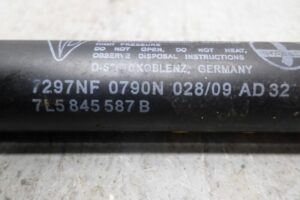 HIGH PRESSURE
DO NOT OPEN, DO NOT HEAT,
OBSERVE DISPOSAL INSTRUCTIONS
KOBLENZ, GERMANY
7297NF 0790N 028/09 AD 32
7L5 845 587 B